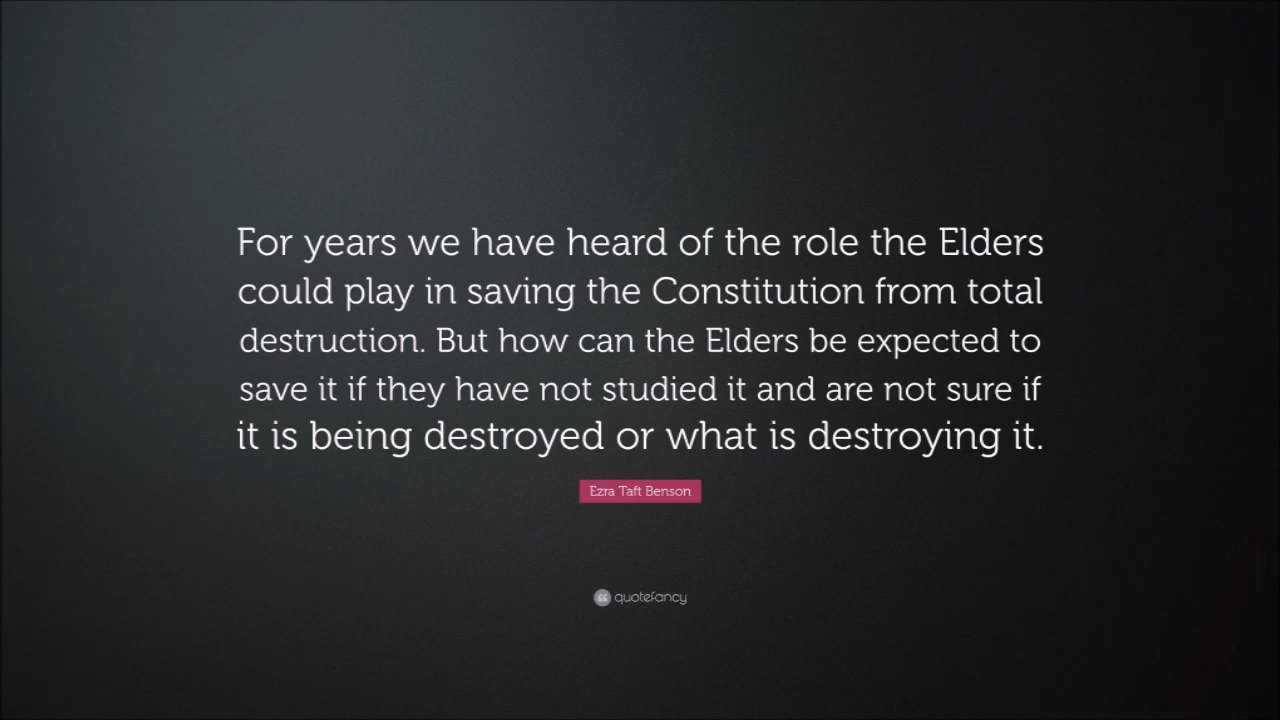 For years we have heard of the role the Elders
could play in saving the Constitution from total
destruction. But how can the Elders be expected to
save it if they have not studied it and are not sure if
it is being destroyed or what is destroying it.
Ezra Taft Benson
quotefancy